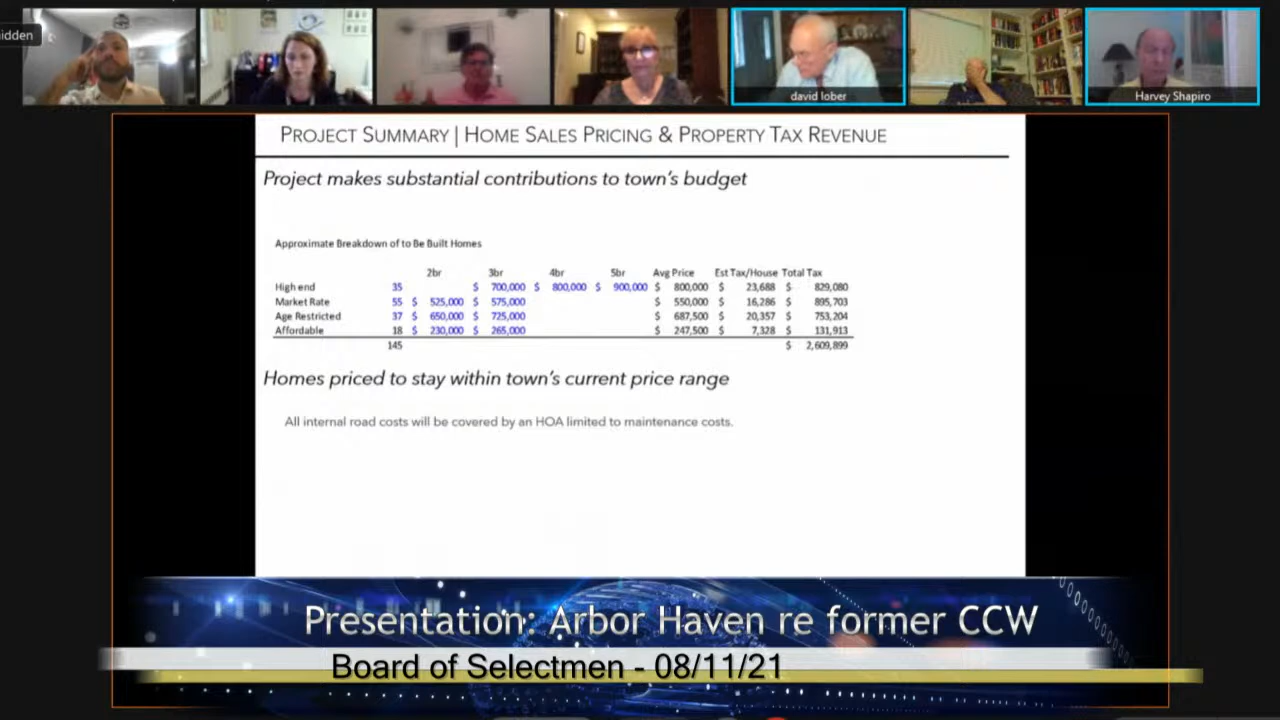 idden
david lober
Harvey Shapiro
PROJECT SUMMARY | HOME SALES PRICING & PROPERTY TAX REVENUE
Project makes substantial contributions to town's budget
Approximate Breakdown of to Be Built Homes
2br 3br 4br 5br Avg Price Est Tax/House Total Tax
High end 35 $ 700,000 $ 800,000 $ 900,000 $ 800,000 $ 23,688 $ 829,080
Market Rate 55 $ 525,000 $ 575,000 $ 550,000 $ 16,286 $ 895,703
Age Restricted 37 $ 650,000 $ 725,000 $ 687,500 $ 20,357 $ 753,204
Affordable 18 $ 230,000 $ 265,000 $ 247,500 $ 7,328 $ 131,913
145 $ 2,609,899
Homes priced to stay within town's current price range
All internal road costs will be covered by an HOA limited to maintenance costs.
Presentation: Arbor Haven re former CCW
Board of Selectmen - 08/11/21